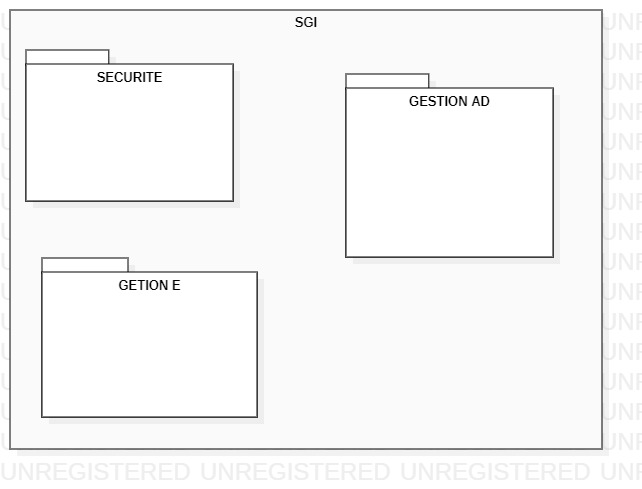 SGI
SECURITE
GESTION AD
GETION E
UNREGISTERED UNREGISTERED UNREGISTERED UNR